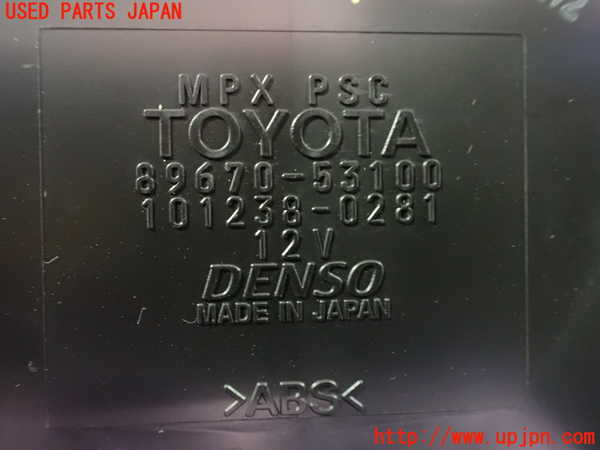 USED PARTS JAPAN
MPX PSC
TOYOTA
89670-53100
101238-0281
12V
DENSO
MADE IN JAPAN
>ABS<
http://www.upjpn.com/